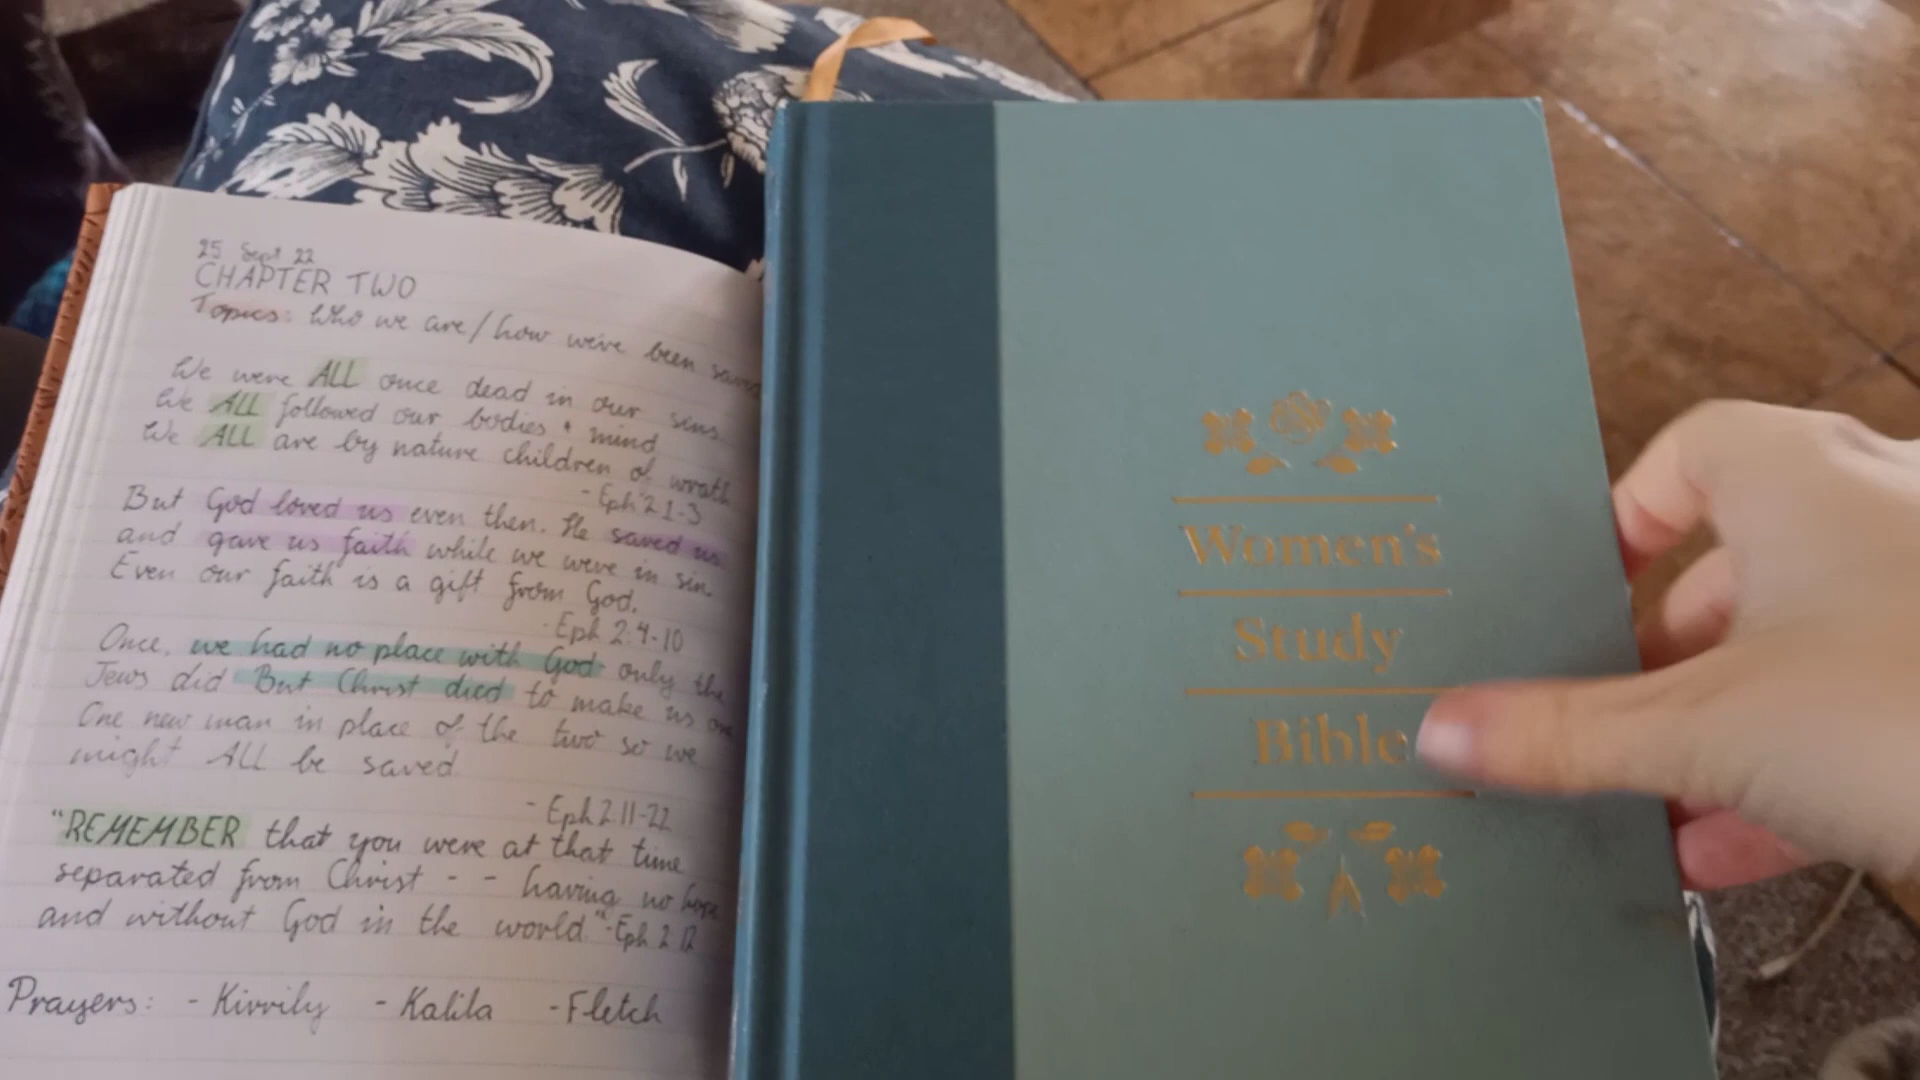 25 Sept 22
CHAPTER TWO
Topics: Who we are / how we've been saved
We were ALL once dead in our sins
We ALL followed our bodies + mind
We ALL are by nature children of wrath
- Eph 2 1-3
But God loved us even then. He saved us
and gave us faith while we were in sin.
Even our faith is a gift from God.
- Eph 2:4-10
Once, we had no place with God only the
Jews did But Christ died to make us one
One new man in place of the two so we
might ALL be saved
- Eph 2 11-22
"REMEMBER that you were at that time
separated from Christ - - having no hope
and without God in the world" - Eph 2 12
Prayers: - Kirrily - Kalila - Fletch
Women's
Study
Bible